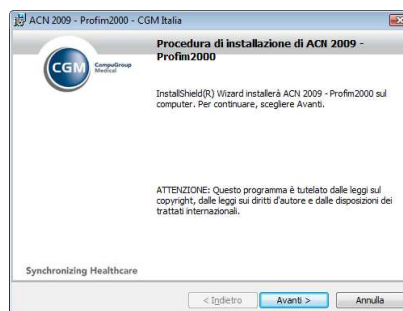 ACN 2009 - Profim2000 - CGM Italia
Procedura di installazione di ACN 2009 -
Profim2000
CGM
CompuGroup
Medical
InstallShield(R) Wizard installerà ACN 2009 - Profim2000 sul
computer. Per continuare, scegliere Avanti.
ATTENZIONE: Questo programma è tutelato dalle leggi sul
copyright, dalle leggi sui diritti d'autore e dalle disposizioni dei
trattati internazionali.
Synchronizing Healthcare
< Indietro
Avanti >
Annulla